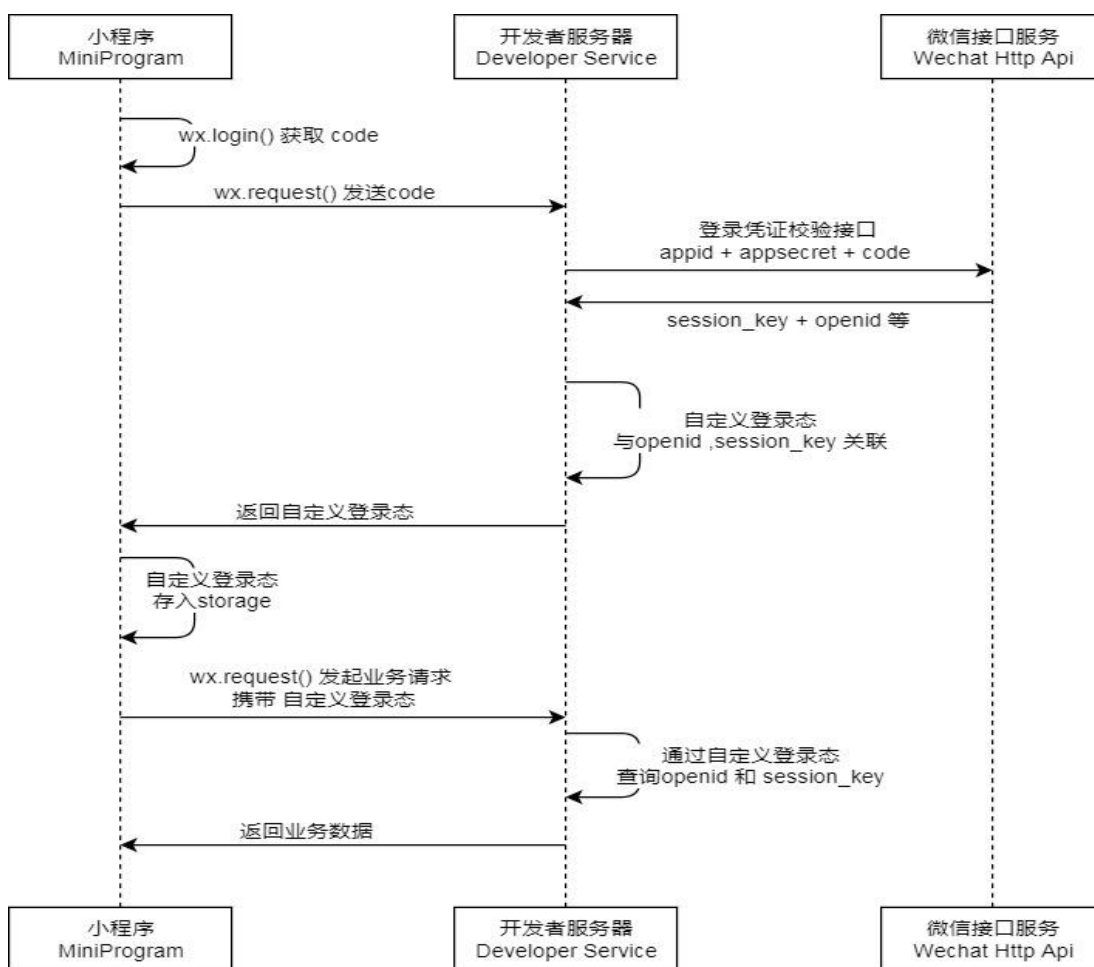 小程序
MiniProgram
开发者服务器
Developer Service
微信接口服务
Wechat Http Api
wx.login() 获取 code
wx.request() 发送code
登录凭证校验接口
appid + appsecret + code
session_key + openid 等
自定义登录态
与openid ,session_key 关联
返回自定义登录态
自定义登录态
存入storage
wx.request() 发起业务请求
携带 自定义登录态
通过自定义登录态
查询openid 和 session_key
返回业务数据
小程序
MiniProgram
开发者服务器
Developer Service
微信接口服务
Wechat Http Api